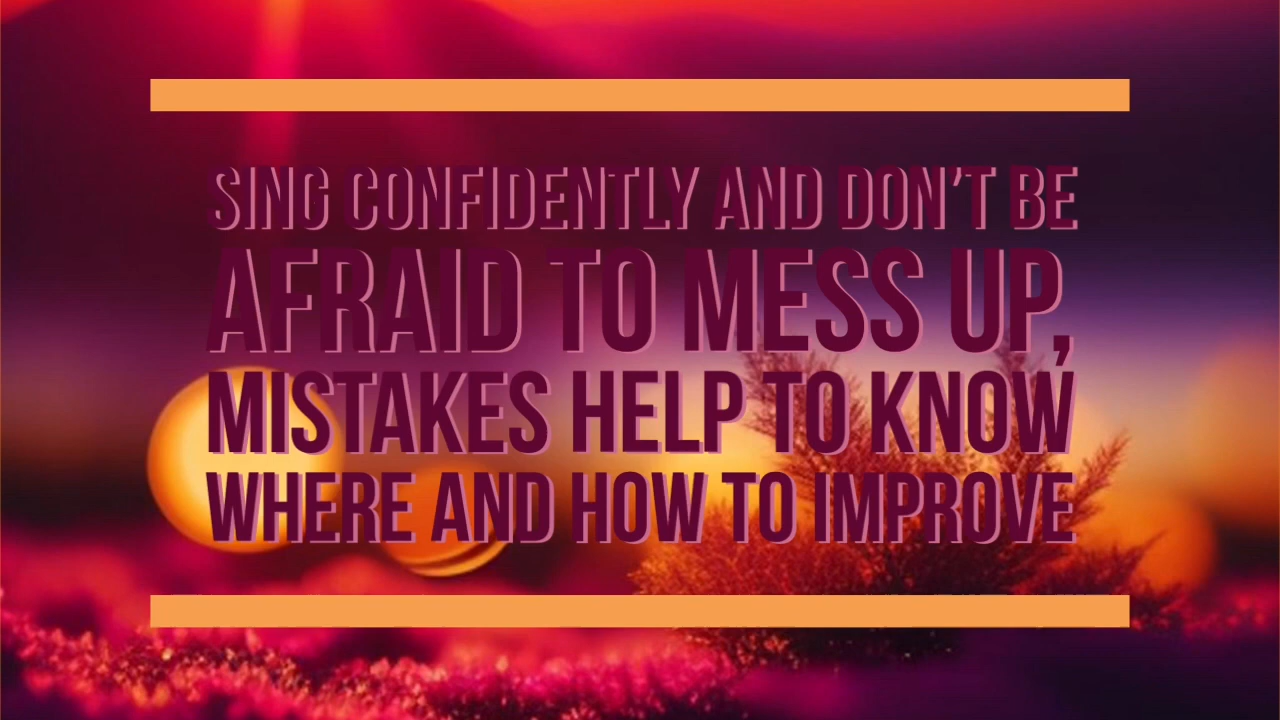 SING CONFIDENTLY AND DON'T BE
AFRAID TO MESS UP,
MISTAKES HELP TO KNOW
WHERE AND HOW TO IMPROVE